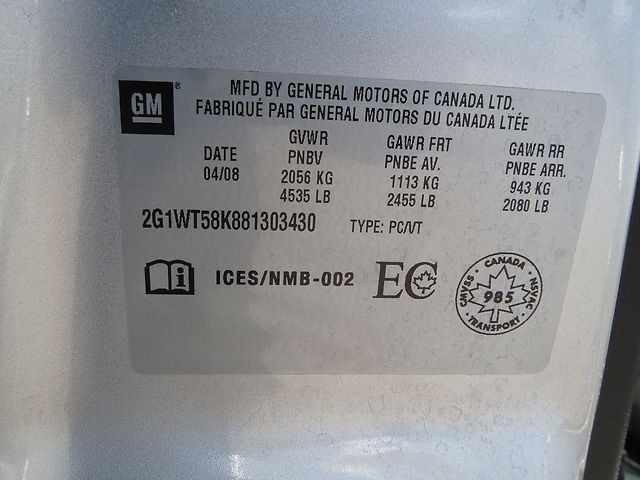 GM ®
MFD BY GENERAL MOTORS OF CANADA LTD.
FABRIQUÉ PAR GENERAL MOTORS DU CANADA LTÉE
DATE
04/08
GVWR
PNBV
2056 KG
4535 LB
GAWR FRT
PNBE AV.
1113 KG
2455 LB
GAWR RR
PNBE ARR.
943 KG
2080 LB
2G1WT58K881303430 TYPE: PC/VT
i
ICES/NMB-002
EC
CANADA
CMVSS
985
NSVAC
TRANSPORT